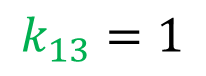 k₁₃ = 1